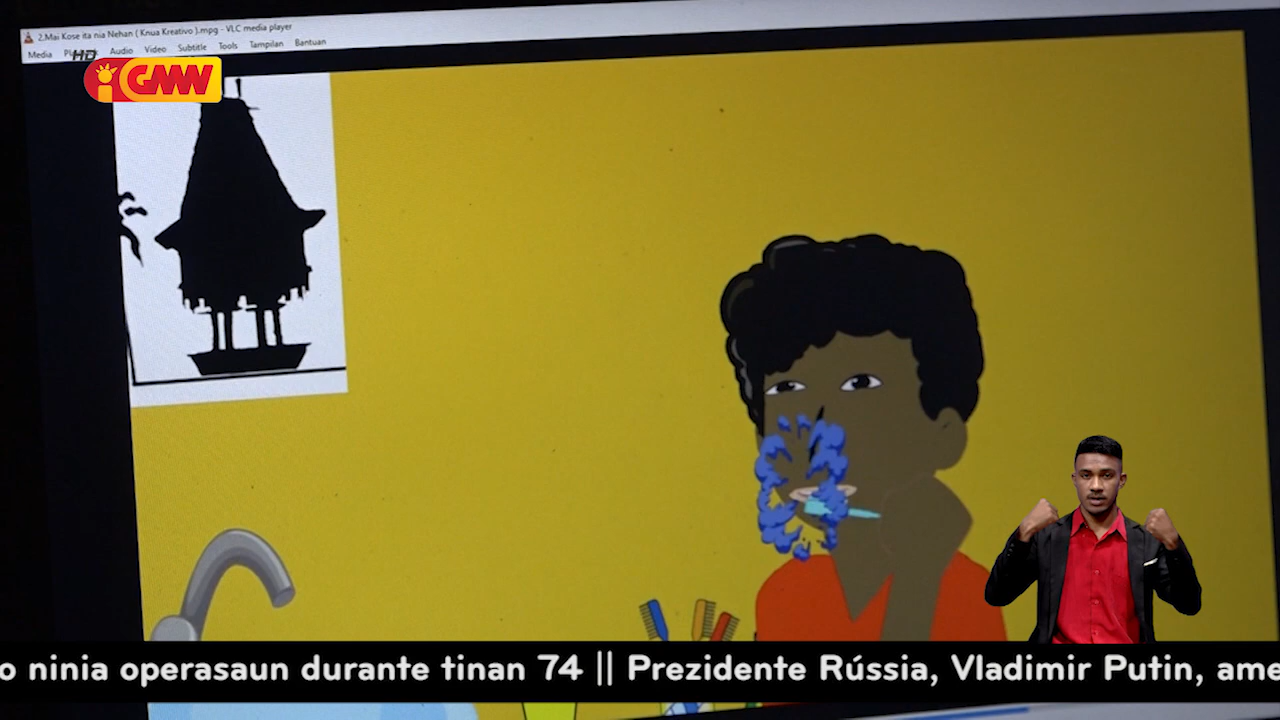 2.Mai Kose ita nia Nehan ( Knua Kreativo ).mpg - VLC media player
Media Audio Video Subtitle Tools Tampilan Bantuan
HD
GMN
o ninia operasaun durante tinan 74 || Prezidente Rússia, Vladimir Putin, ame